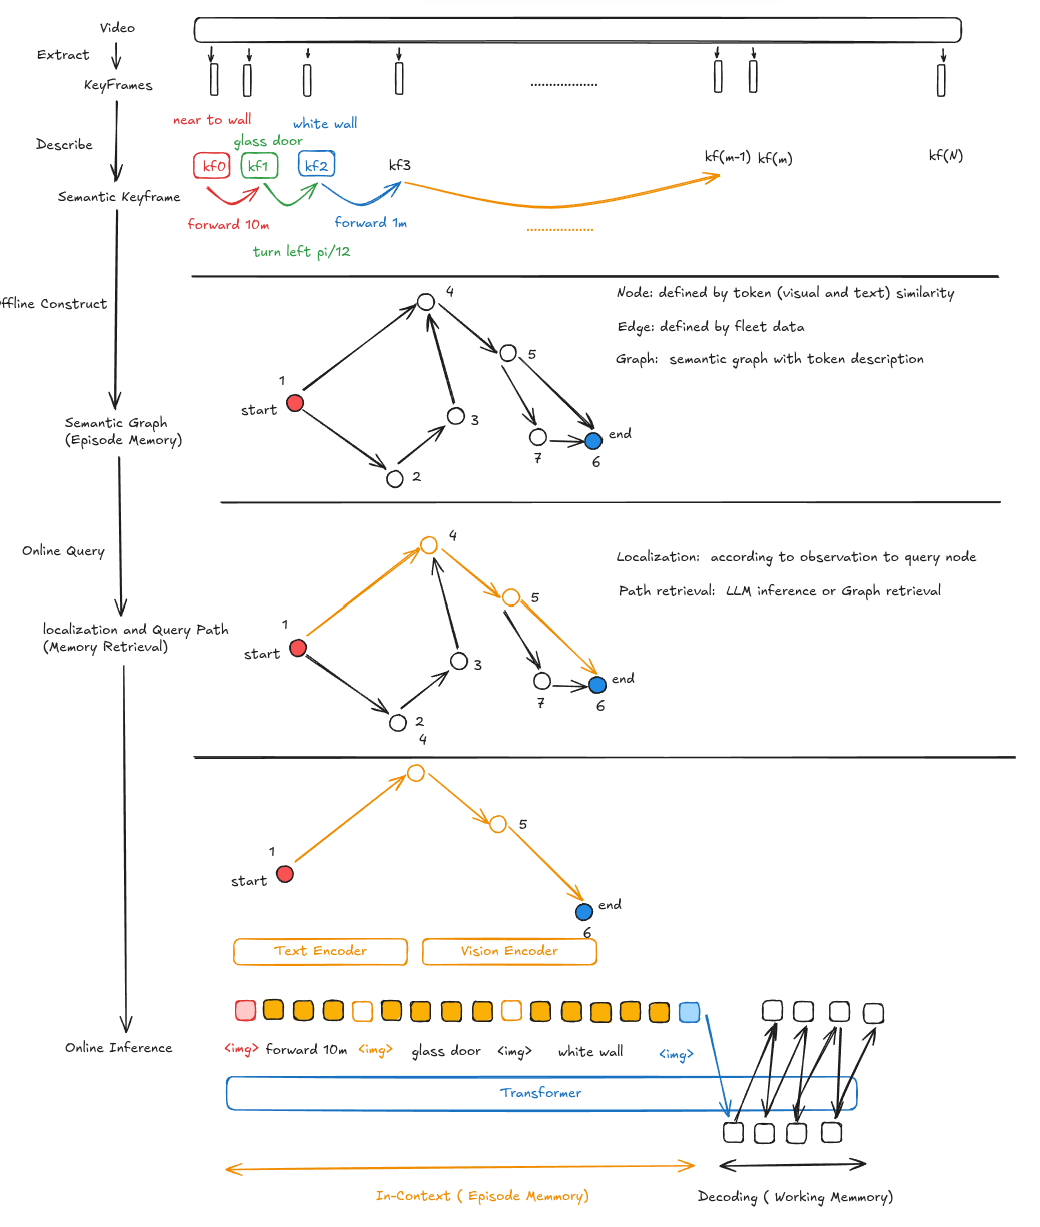 Video
Extract
KeyFrames
..................
near to wall
white wall
Describe
glass door
kf0
kf1
kf2
kf3
kf(m-1)
kf(m)
kf(N)
Semantic Keyframe
forward 10m
forward 1m
..................
turn left pi/12
ffline Construct
4
Node: defined by token (visual and text) similarity
Edge: defined by fleet data
5
Graph: semantic graph with token description
1
start
3
Semantic Graph
(Episode Memory)
end
7
6
2
Online Query
4
Localization: according to observation to query node
Path retrieval: LLM inference or Graph retrieval
5
1
localization and Query Path
(Memory Retrieval)
start
3
end
7
6
2
4
5
1
start
end
6
Text Encoder
Vision Encoder
Online Inference
<img> forward 10m <img> glass door <img> white wall <img>
Transformer
In-Context ( Episode Memmory)
Decoding ( Working Memmory)